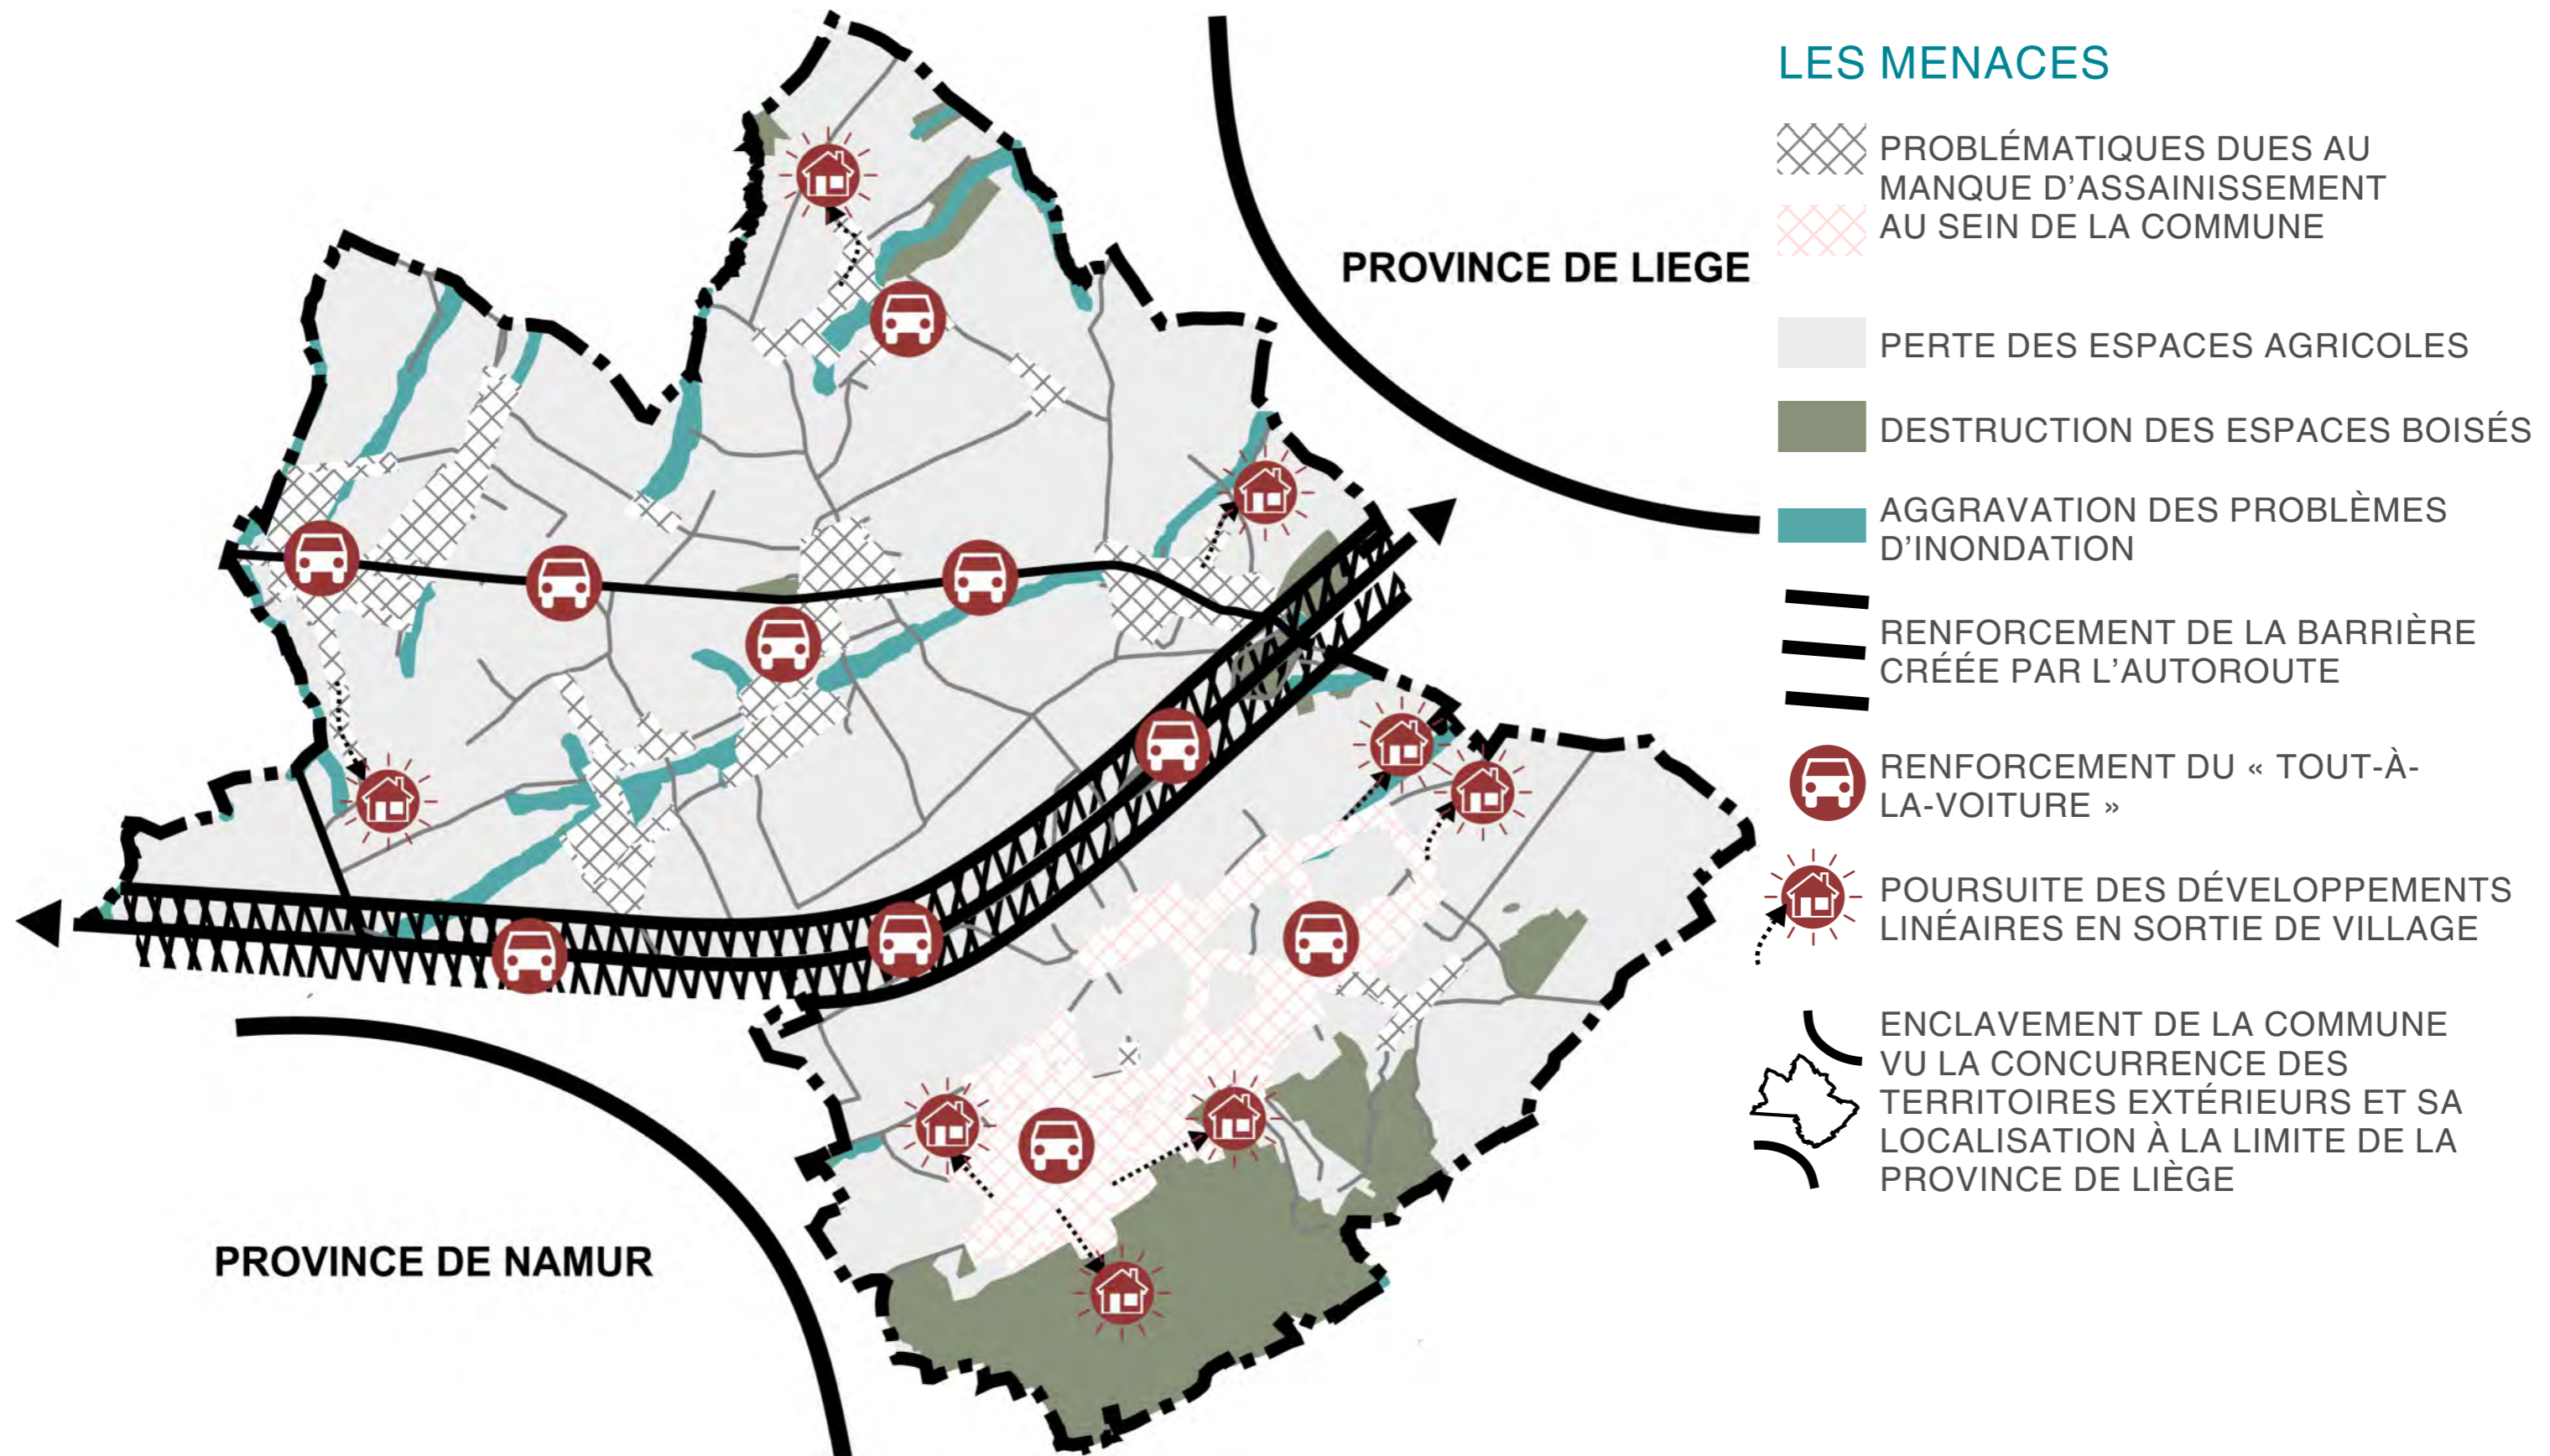 PROVINCE DE LIEGE
PROVINCE DE NAMUR
LES MENACES
PROBLÉMATIQUES DUES AU
MANQUE D'ASSAINISSEMENT
AU SEIN DE LA COMMUNE
PERTE DES ESPACES AGRICOLES
DESTRUCTION DES ESPACES BOISÉS
AGGRAVATION DES PROBLÈMES
D'INONDATION
RENFORCEMENT DE LA BARRIÈRE
CRÉÉE PAR L'AUTOROUTE
RENFORCEMENT DU « TOUT-À-
LA-VOITURE »
POURSUITE DES DÉVELOPPEMENTS
LINÉAIRES EN SORTIE DE VILLAGE
ENCLAVEMENT DE LA COMMUNE
VU LA CONCURRENCE DES
TERRITOIRES EXTÉRIEURS ET SA
LOCALISATION À LA LIMITE DE LA
PROVINCE DE LIÈGE